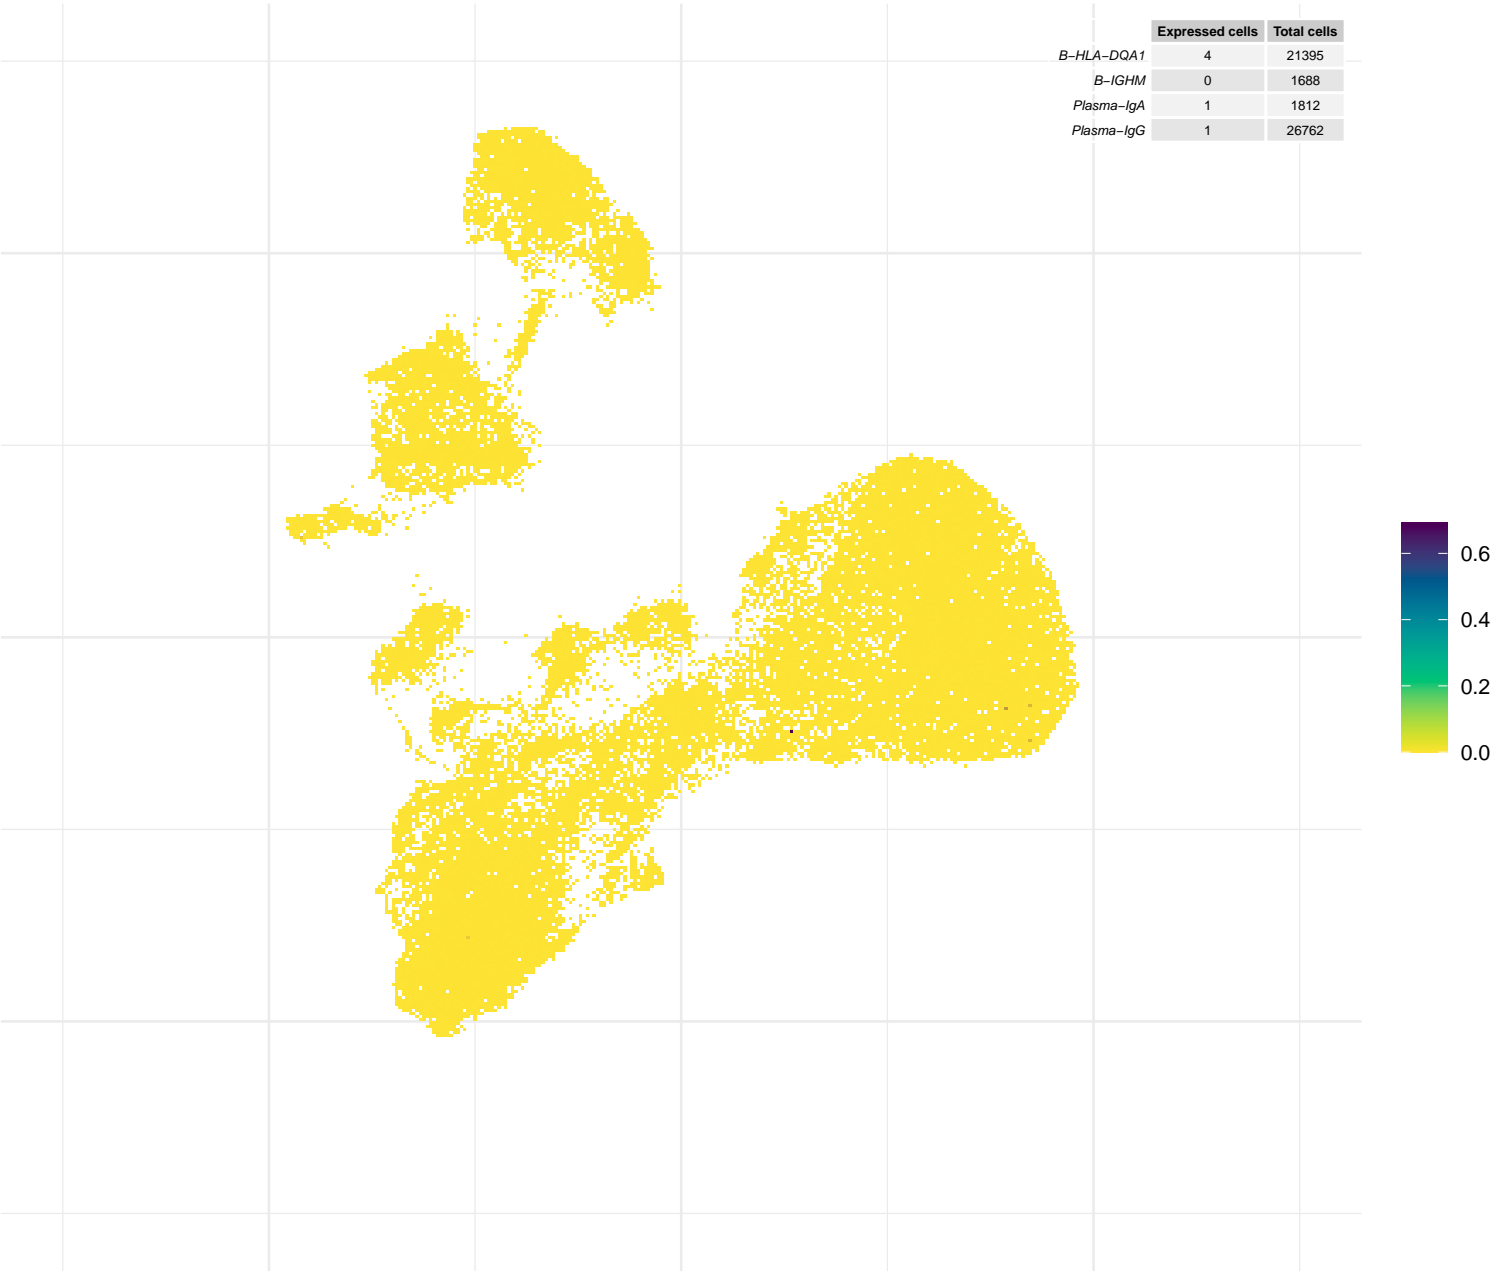 Expressed cells Total cells
B−HLA−DQA1 4 21395
B−IGHM 0 1688
Plasma−IgA 1 1812
Plasma−IgG 1 26762
0.6
0.4
0.2
0.0